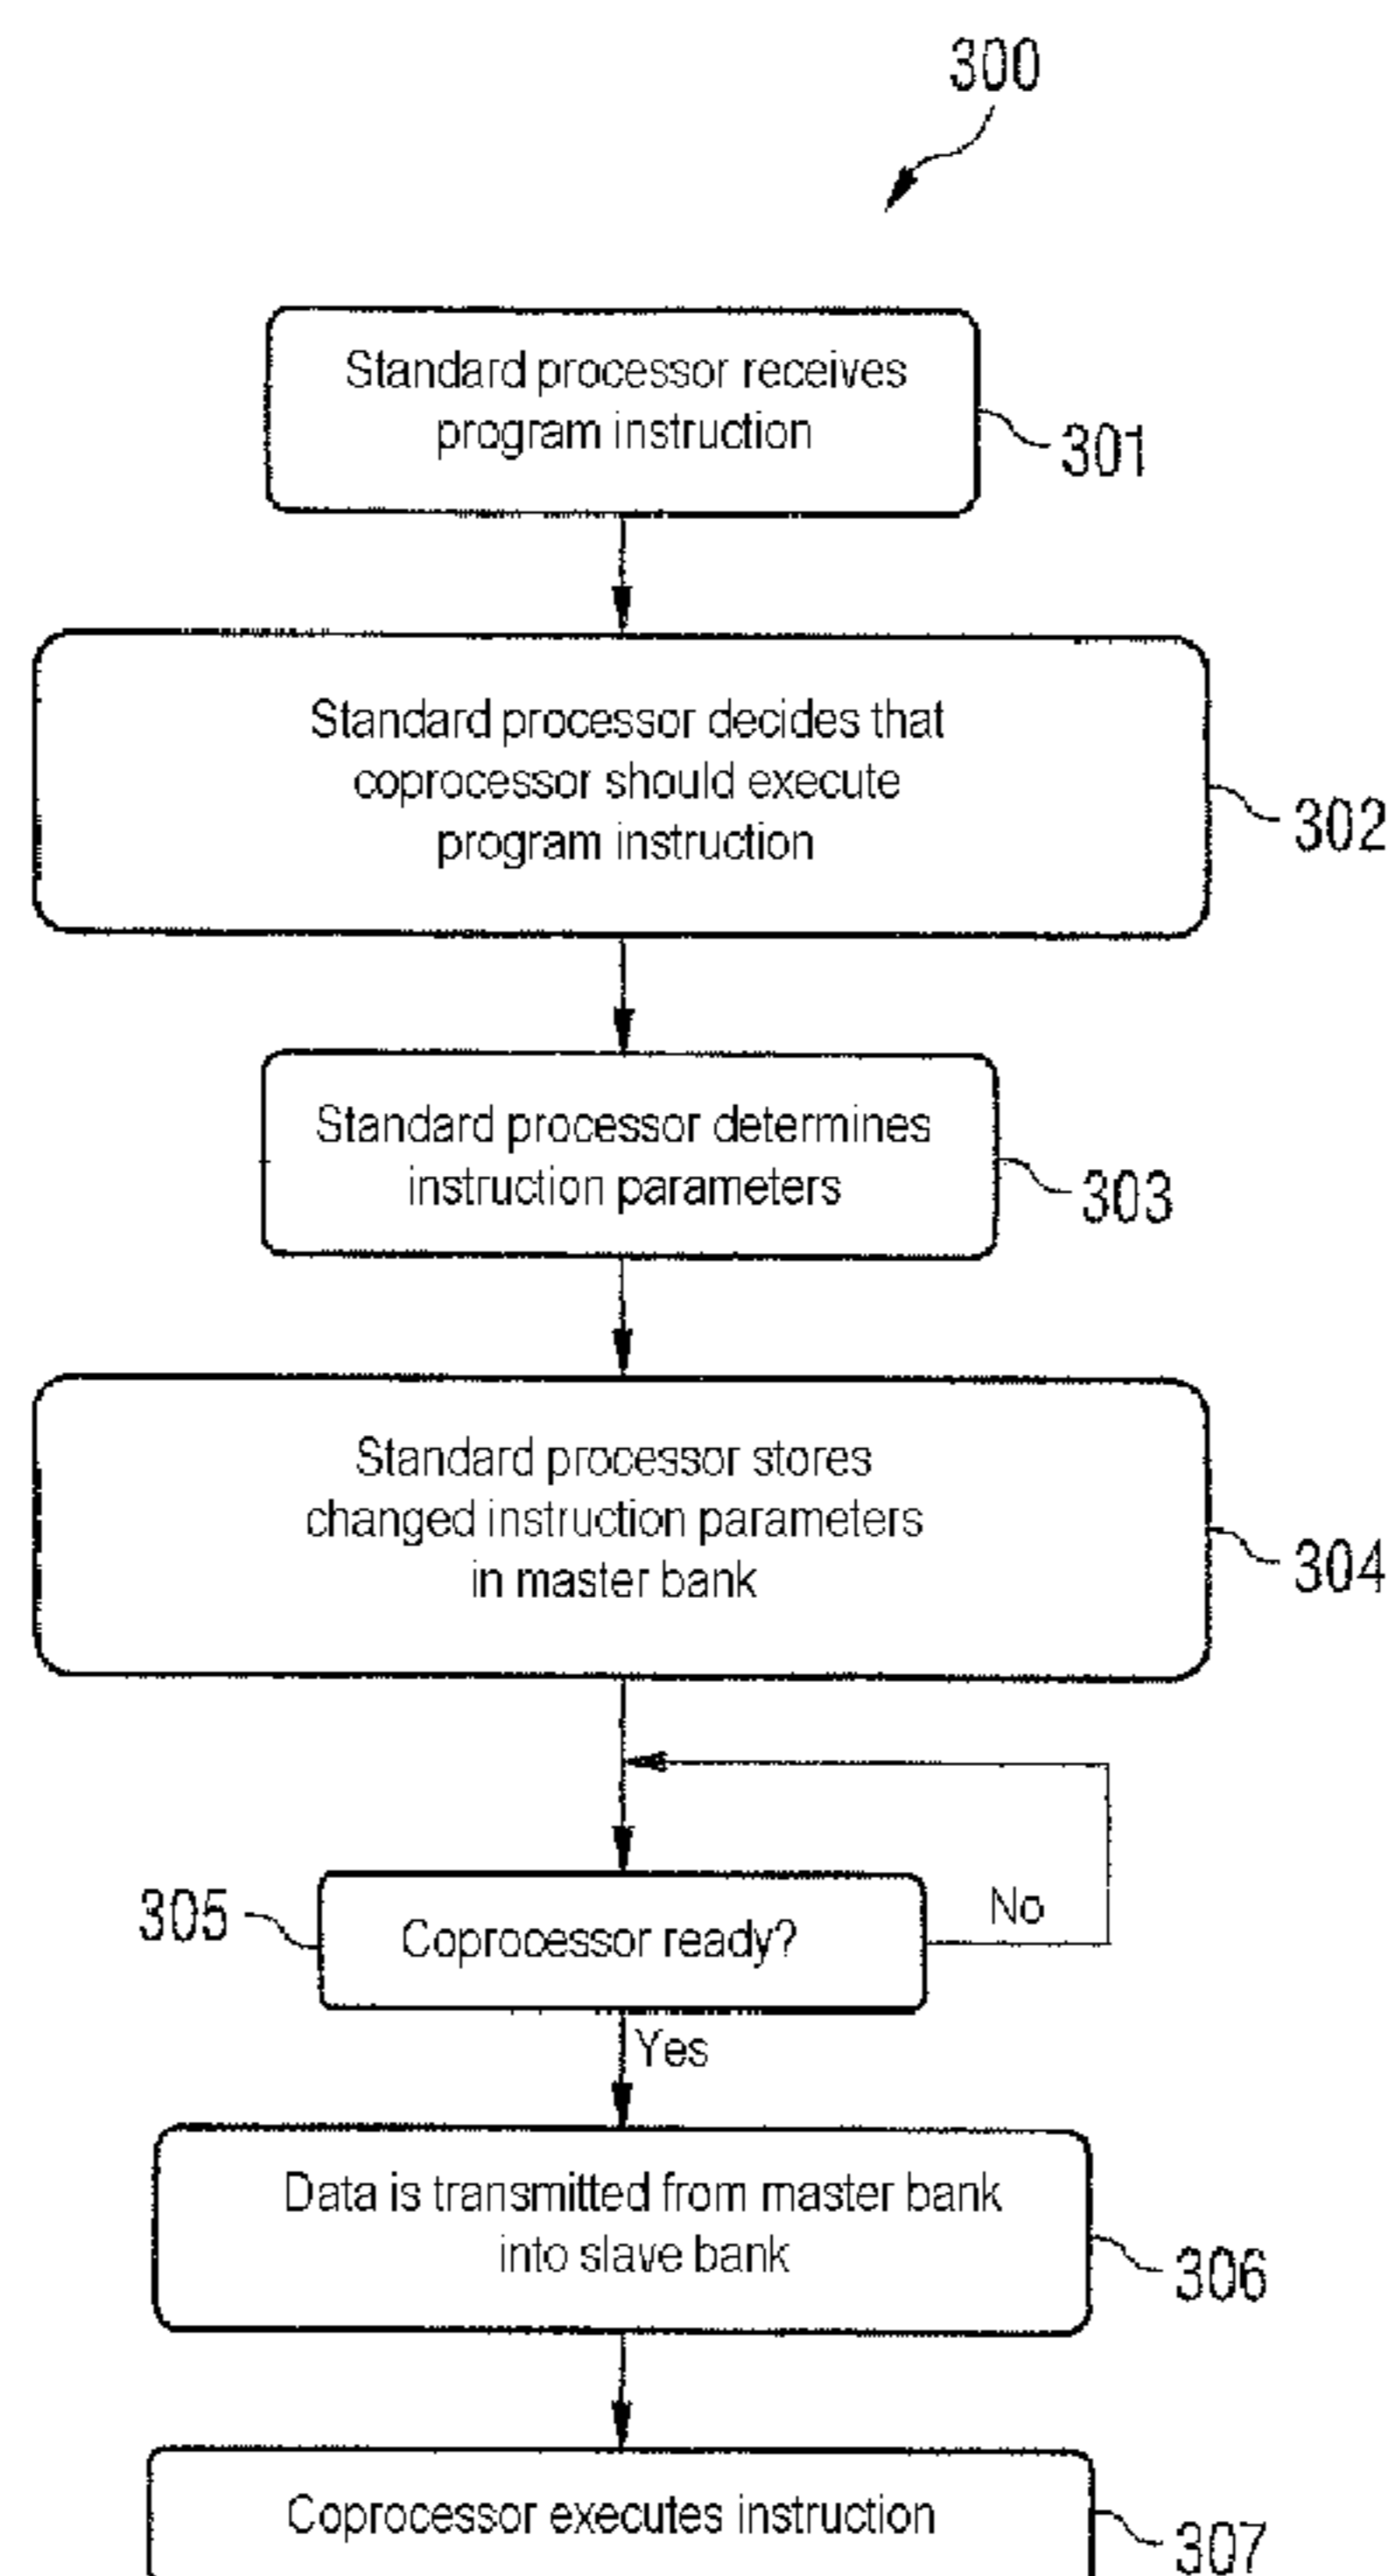 300
Standard processor receives
program instruction
301
Standard processor decides that
coprocessor should execute
program instruction
302
Standard processor determines
instruction parameters
303
Standard processor stores
changed instruction parameters
in master bank
304
305
Coprocessor ready?
No
Yes
Data is transmitted from master bank
into slave bank
306
Coprocessor executes instruction
307